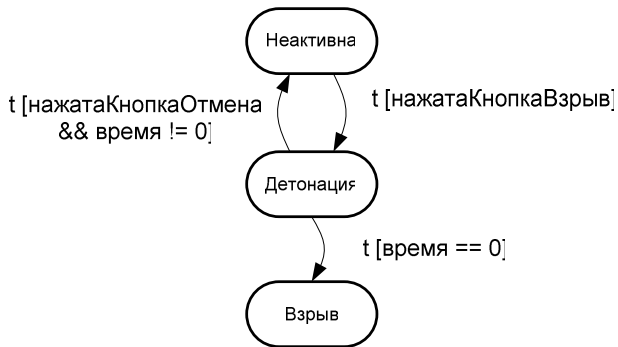 Неактивна
t [нажатаКнопкаОтмена
&& время != 0]
t [нажатаКнопкаВзрыв]
Детонация
t [время == 0]
Взрыв